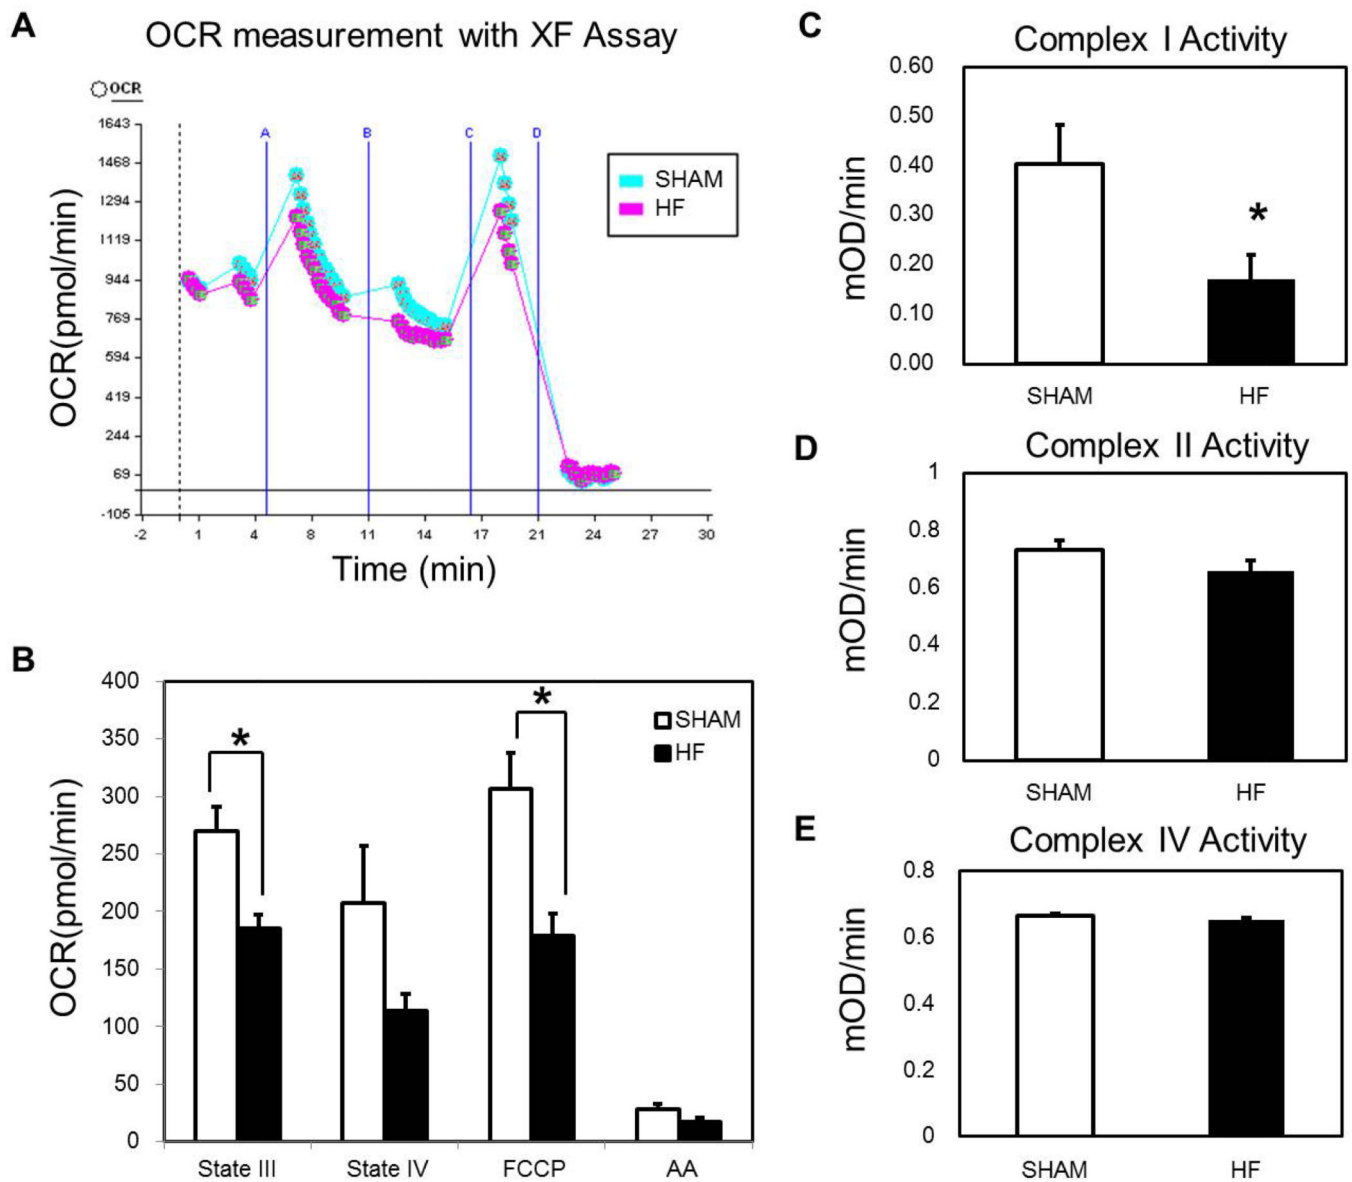 A
OCR measurement with XF Assay
OCR
OCR(pmol/min)
1643
1468
1294
1119
944
769
594
419
244
69
-105
A
B
C
D
SHAM
HF
-2
1
4
8
11
14
17
21
24
27
30
Time (min)
B
OCR(pmol/min)
400
350
300
250
200
150
100
50
0
*
*
SHAM
HF
State III
State IV
FCCP
AA
C
Complex I Activity
mOD/min
0.60
0.50
0.40
0.30
0.20
0.10
0.00
*
SHAM
HF
D
Complex II Activity
mOD/min
1
0.8
0.6
0.4
0.2
0
SHAM
HF
E
Complex IV Activity
mOD/min
0.8
0.6
0.4
0.2
0
SHAM
HF